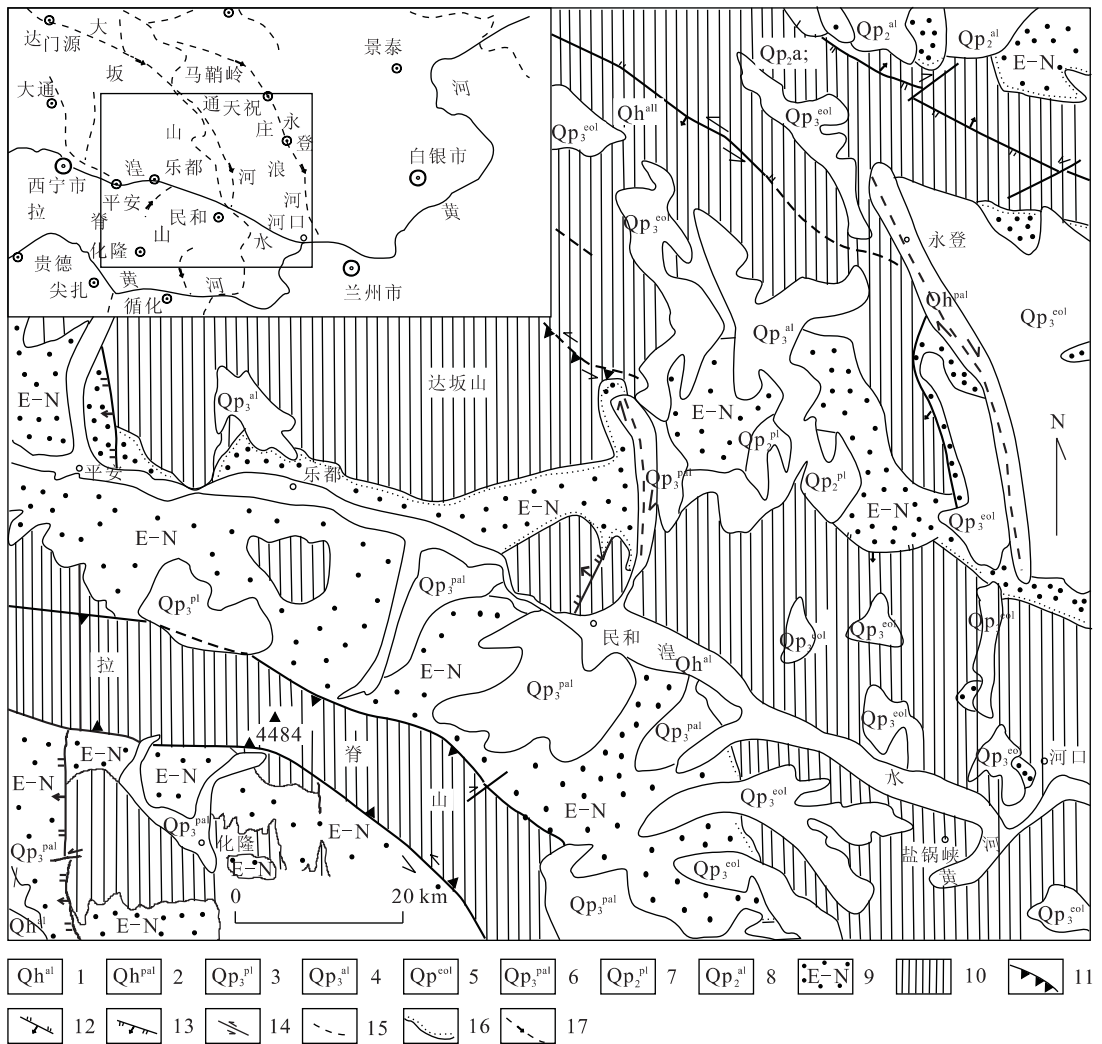 达门源
大
坂
山
大通
马鞘岭
通天祝
庄
永
登
浪
河
河口
景泰
河
白银市
黄
西宁市
湟
乐都
平安
民和
河
水
拉
脊
山
化隆
贵德
尖扎
黄
河
循化
兰州市
Qp₂ᵃˡ
Qp₂ᵃˡ
E-N
Qp₂a;
Qp₃ᵉᵒˡ
Qhᵃˡˡ
Qp₃ᵉᵒˡ
Qp₃ᵉᵒˡ
永登
Qhᵖᵃˡ
Qp₃ᵉᵒˡ
Qp₃ᵃˡ
达坂山
E-N
Qp₃ᵃˡ
E-N
Qp₂ᵖˡ
N
平安
乐都
Qp₃ᵖᵃˡ
Qp₂ᵖˡ
E-N
E-N
Qp₃ᵉᵒˡ
E-N
Qp₃ᵖᵃˡ
Qp₃ᵖˡ
Qp₃ᵉᵒˡ
Qp₃ᵉᵒˡ
民和
湟
Qhᵃˡ
拉
E-N
Qp₃ᵖᵃˡ
4484
Qp₃ᵖᵃˡ
Qp₃ᵉᵒˡ
脊
E-N
E-N
E-N
Qp₃ᵉᵒ
河口
水
山
Qp₃ᵉᵒˡ
E-N
Qp₃ᵖᵃˡ
化隆
E-N
河
盐锅峡
黄
Qp₃ᵖᵃˡ
E-N
Qp₃ᵉᵒˡ
0
20 km
Qp₃ᵖᵃˡ
Qp₃ᵉᵒˡ
Qhᵃˡ
E-N
Qhᵃˡ 1
Qhᵖᵃˡ 2
Qp₃ᵖˡ 3
Qp₃ᵃˡ 4
Qpᵉᵒˡ 5
Qp₃ᵖᵃˡ 6
Qp₂ᵖˡ 7
Qp₂ᵃˡ 8
E-N 9
10
11
12
13
14
15
16
17